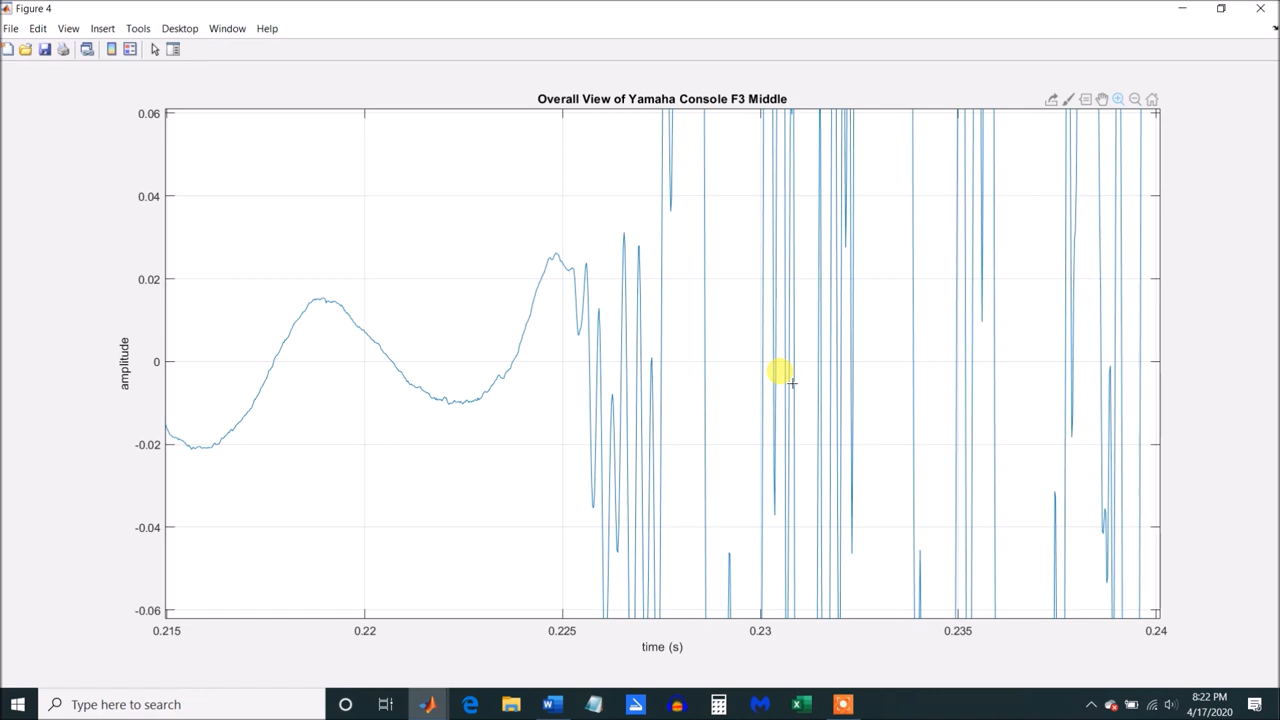 Figure 4
File Edit View Insert Tools Desktop Window Help
Overall View of Yamaha Console F3 Middle
0.06
0.04
0.02
0
-0.02
-0.04
-0.06
amplitude
0.215 0.22 0.225 0.23 0.235 0.24
time (s)
Type here to search
8:22 PM
4/17/2020